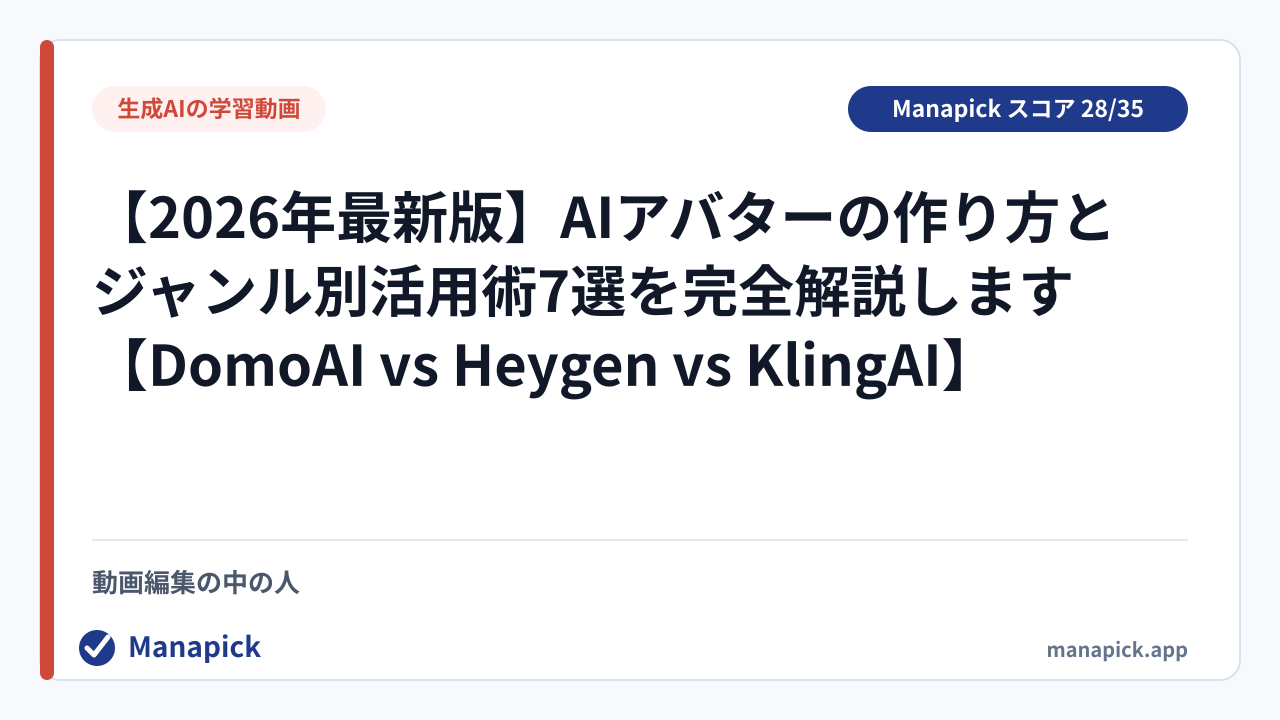 生成AIの学習動画
Manapick スコア 28/35
【2026年最新版】AIアバターの作り方と
ジャンル別活用術7選を完全解説します
【DomoAI vs Heygen vs KlingAI】
動画編集の中の人
Manapick
manapick.app